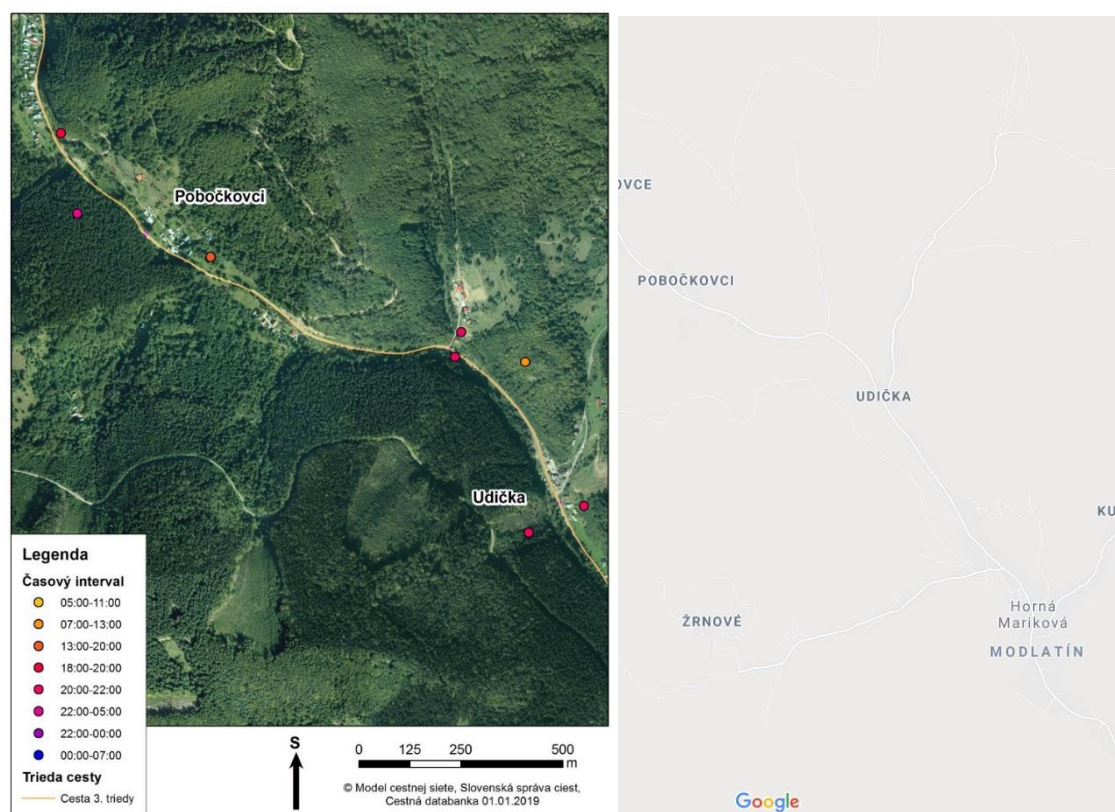 Pobočkovci
Udička
Legenda
Časový interval
05:00-11:00
07:00-13:00
13:00-20:00
18:00-20:00
20:00-22:00
22:00-05:00
22:00-00:00
00:00-07:00
Trieda cesty
Cesta 3. triedy
S
0 125 250 500
m
© Model cestnej siete, Slovenská správa ciest,
Cestná databanka 01.01.2019
OVCE
POBOČKOVCI
UDIČKA
KU
ŽRNOVÉ
Horná
Mariková
MODLATÍN
Google